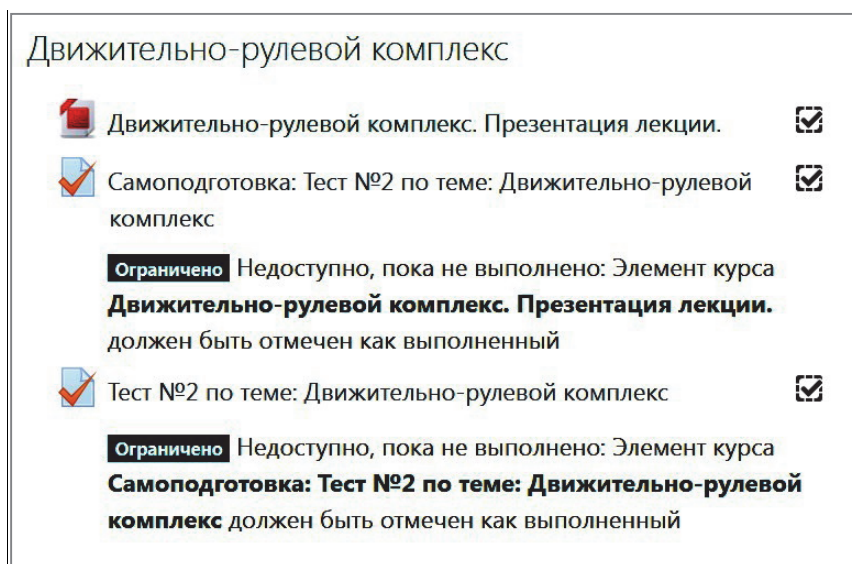 Движительно-рулевой комплекс
Движительно-рулевой комплекс. Презентация лекции.
Самоподготовка: Тест №2 по теме: Движительно-рулевой
комплекс
Ограничено Недоступно, пока не выполнено: Элемент курса
Движительно-рулевой комплекс. Презентация лекции.
должен быть отмечен как выполненный
Тест №2 по теме: Движительно-рулевой комплекс
Ограничено Недоступно, пока не выполнено: Элемент курса
Самоподготовка: Тест №2 по теме: Движительно-рулевой
комплекс должен быть отмечен как выполненный